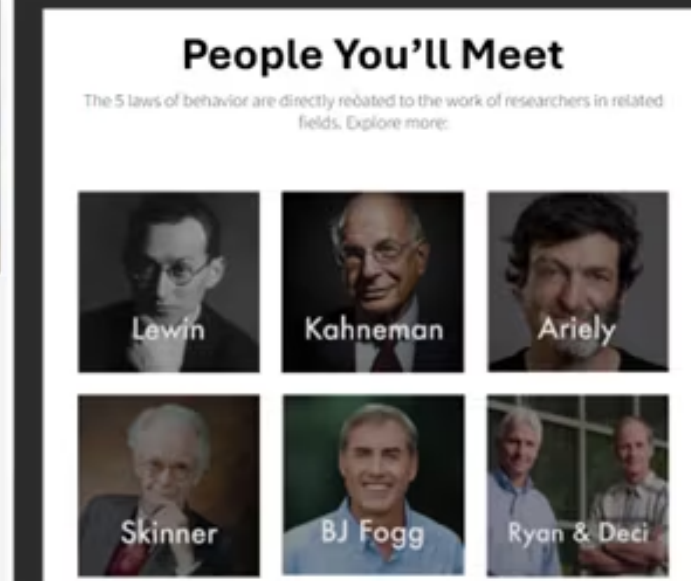 People You'll Meet
The 5 laws of behavior are directly reòated to the work of researchers in related
fields. Explore more:
Lewin
Kahneman
Ariely
Skinner
BJ Fogg
Ryan & Deci